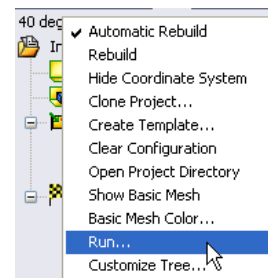 40 deg
Automatic Rebuild
In
Rebuild
Hide Coordinate System
Clone Project...
Create Template...
Clear Configuration
Open Project Directory
Show Basic Mesh
Basic Mesh Color...
Run...
Customize Tree...